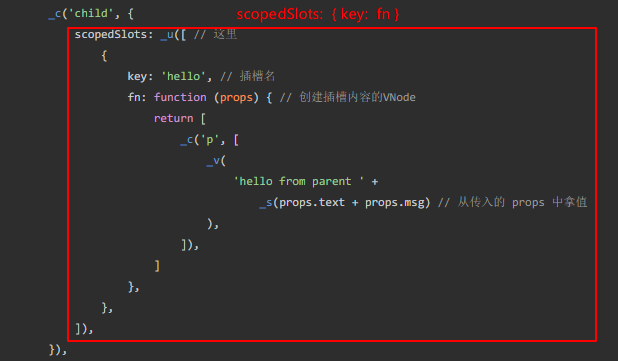 _c('child', {
scopedSlots: { key: fn }
scopedSlots: _u([ // 这里
{
key: 'hello', // 插槽名
fn: function (props) { // 创建插槽内容的VNode
return [
_c('p', [
_v(
'hello from parent ' +
_s(props.text + props.msg) // 从传入的 props 中拿值
),
]),
]
},
},
]),
}),